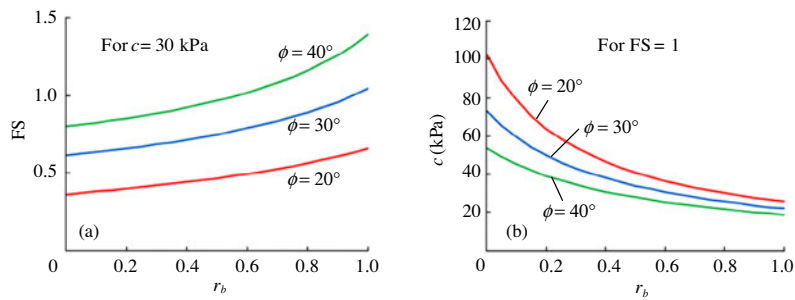 1.5
For c = 30 kPa
ϕ = 40°
1.0
FS
ϕ = 30°
0.5
ϕ = 20°
(a)
0 0.2 0.4 0.6 0.8 1.0
r_b
120
For FS = 1
100
ϕ = 20°
80
c (kPa)
ϕ = 30°
60
40
ϕ = 40°
20
(b)
0 0.2 0.4 0.6 0.8 1.0
r_b